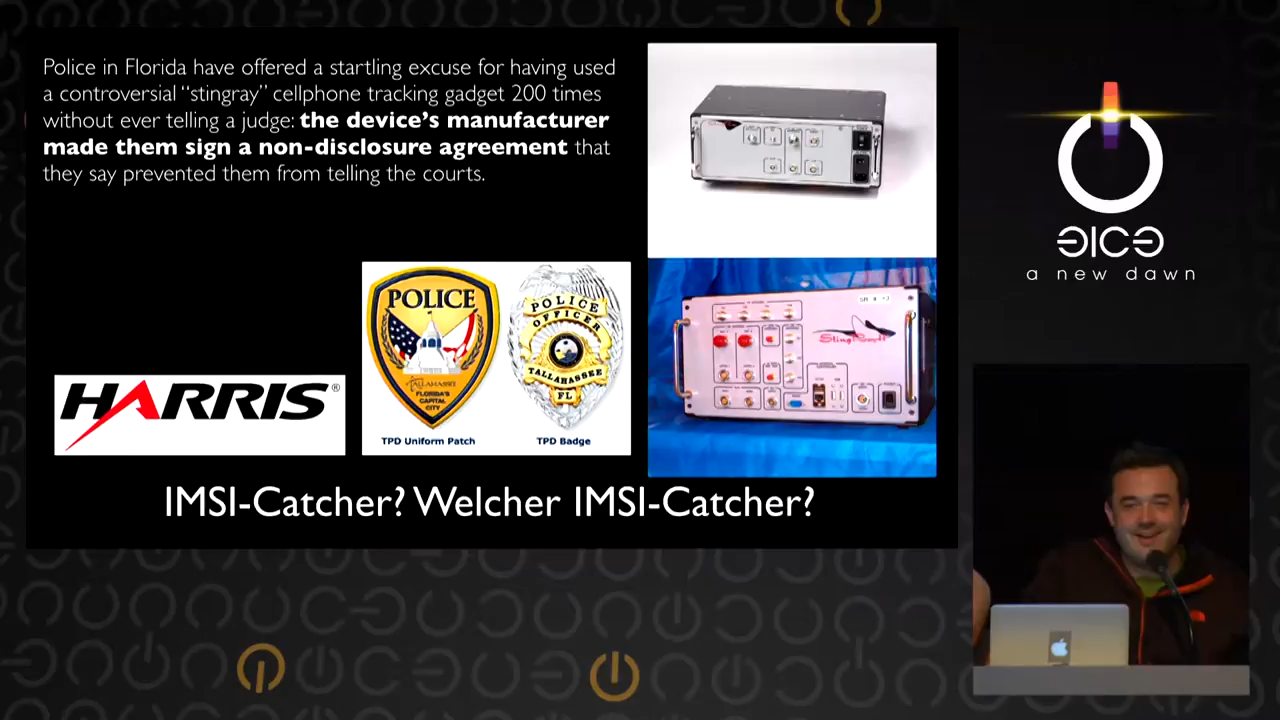 Police in Florida have offered a startling excuse for having used
a controversial "stingray" cellphone tracking gadget 200 times
without ever telling a judge: the device's manufacturer
made them sign a non-disclosure agreement that
they say prevented them from telling the courts.
HARRIS®
POLICE
TALLAHASSEE
FLORIDA'S
CAPITAL
CITY
TPD Uniform Patch
POLICE
OFFICER
TALLAHASSEE
FL
TPD Badge
StingRay
IMSI-Catcher? Welcher IMSI-Catcher?
a new dawn